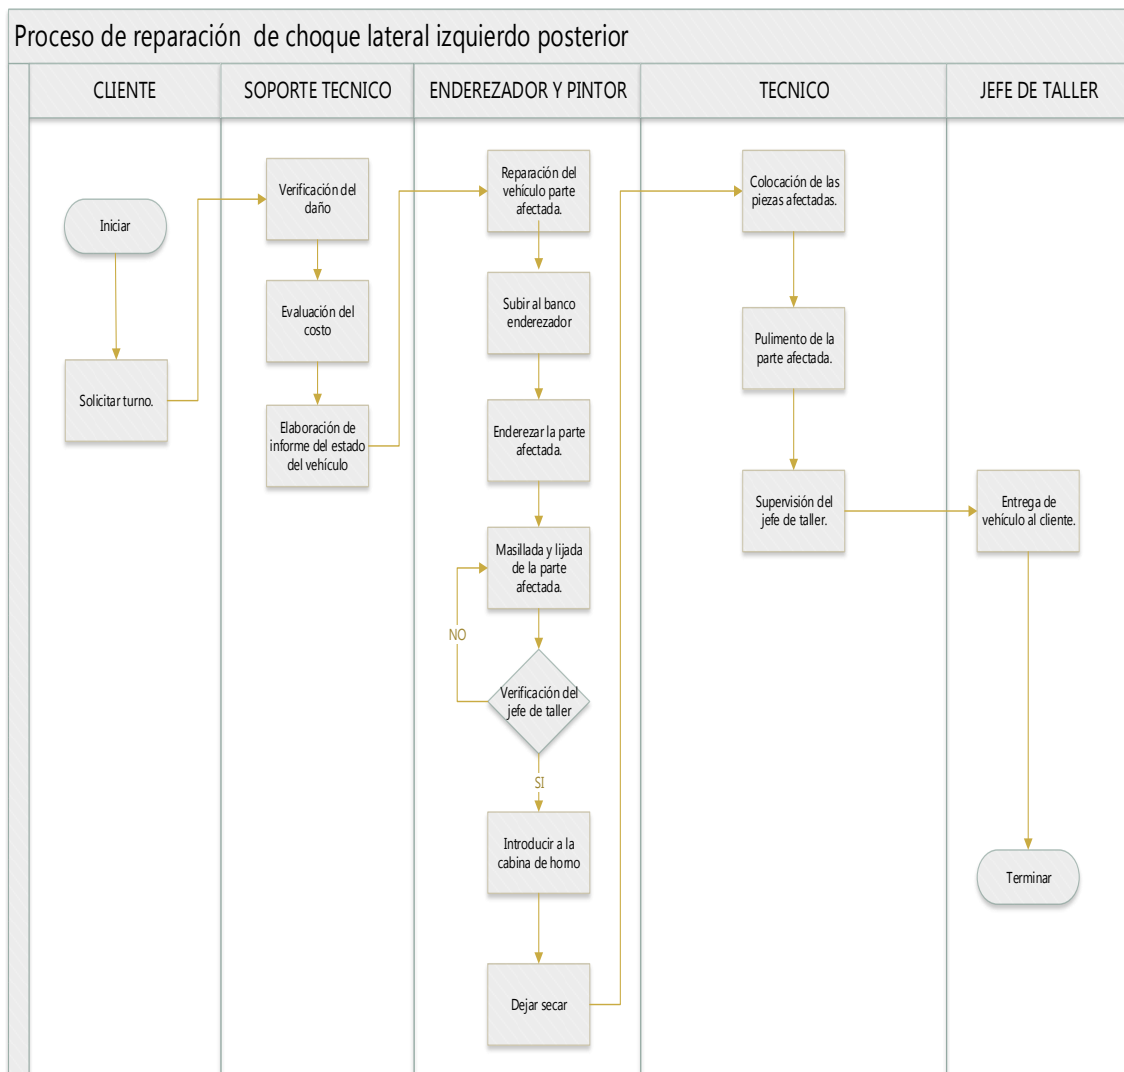 Proceso de reparación de choque lateral izquierdo posterior
CLIENTE
SOPORTE TECNICO
ENDEREZADOR Y PINTOR
TECNICO
JEFE DE TALLER
Iniciar
Solicitar turno.
Verificación del
daño
Evaluación del
costo
Elaboración de
informe del estado
del vehículo
Reparación del
vehículo parte
afectada.
Subir al banco
enderezador
Enderezar la parte
afectada.
Masillada y lijada
de la parte
afectada.
NO
Verificación del
jefe de taller
SI
Introducir a la
cabina de horno
Dejar secar
Colocación de las
piezas afectadas.
Pulimento de la
parte afectada.
Supervisión del
jefe de taller.
Entrega de
vehículo al cliente.
Terminar